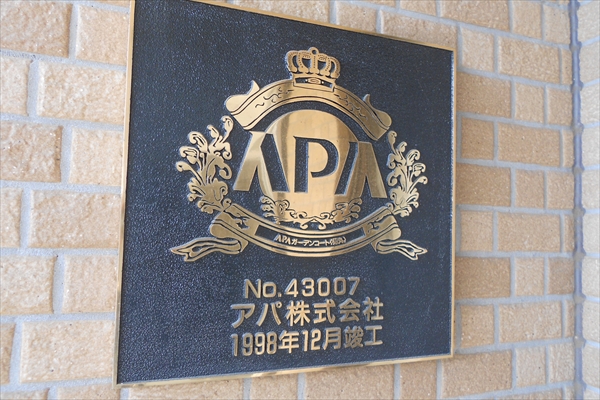 APA
APAガーデンコート
No.43007
アパ株式会社
1998年12月竣工